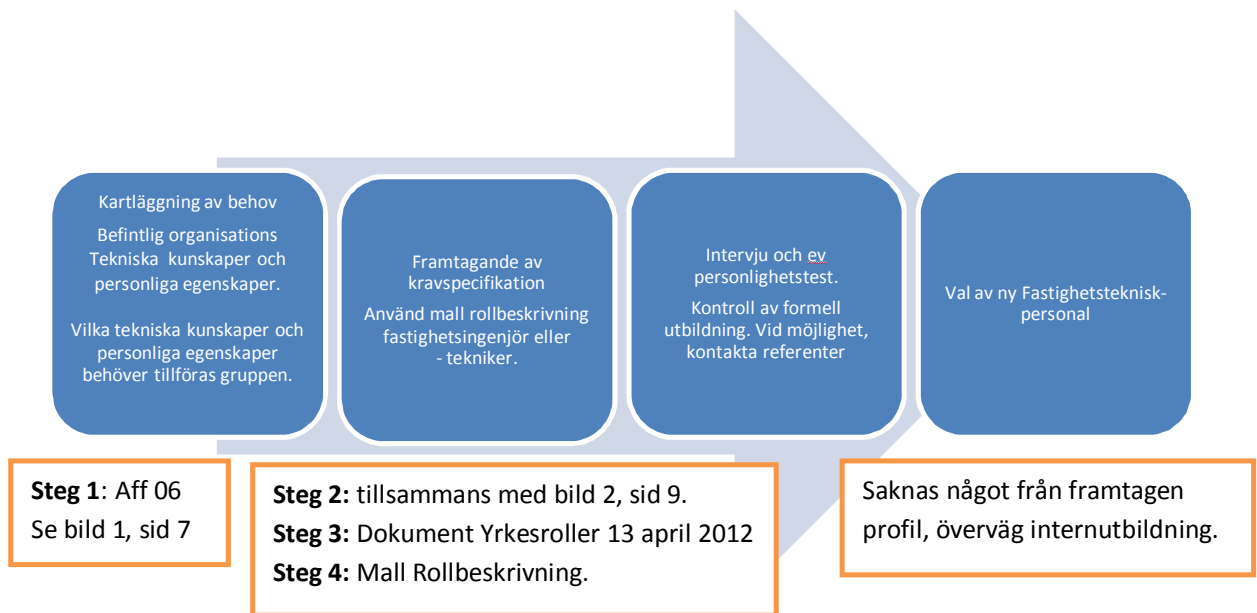 Kartläggning av behov
Befintlig organisations
Tekniska kunskaper och
personliga egenskaper.
Vilka tekniska kunskaper och
personliga egenskaper
behöver tillföras gruppen.
Framtagande av
kravspecifikation
Använd mall rollbeskrivning
fastighetsingenjör eller
- tekniker.
Intervju och ev
personlighetstest.
Kontroll av formell
utbildning. Vid möjlighet,
kontakta referenter
Val av ny Fastighetsteknisk-
personal
Steg 1: Aff 06
Se bild 1, sid 7
Steg 2: tillsammans med bild 2, sid 9.
Steg 3: Dokument Yrkesroller 13 april 2012
Steg 4: Mall Rollbeskrivning.
Saknas något från framtagen
profil, överväg internutbildning.